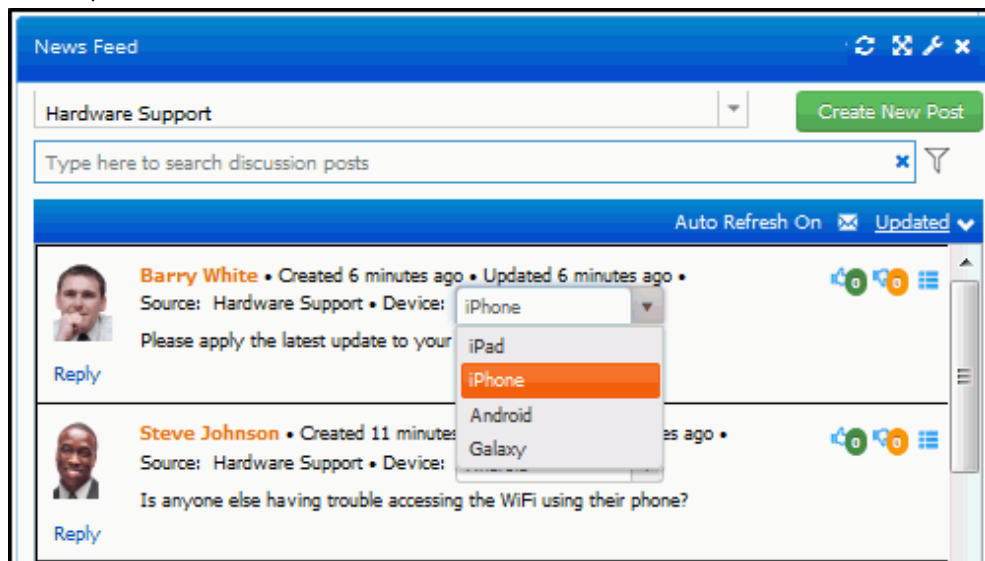 News Feed
Hardware Support
Create New Post
Type here to search discussion posts
Auto Refresh On Updated
Barry White • Created 6 minutes ago • Updated 6 minutes ago •
Source: Hardware Support • Device: iPhone
Please apply the latest update to your
iPad
iPhone
Android
Galaxy
Reply
0 0
Steve Johnson • Created 11 minutes ago •
Source: Hardware Support • Device:
Is anyone else having trouble accessing the WiFi using their phone?
Reply
0 0